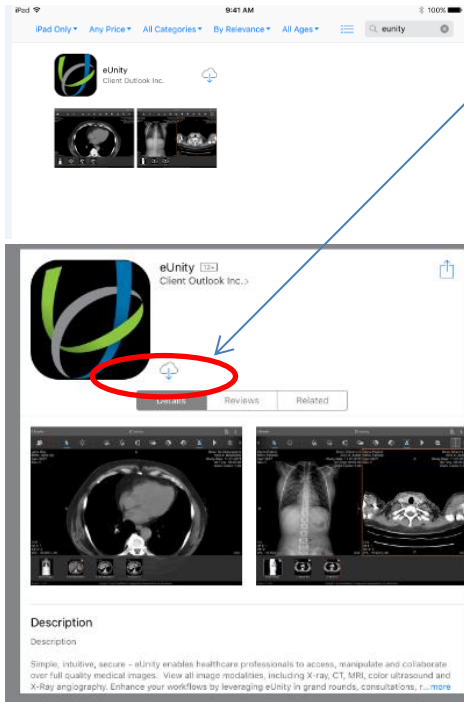 iPad 9:41 AM 100%
iPad Only All Categories Any Price By Relevance All Ages eunity
eUnity
Client Outlook Inc.
eUnity 12+
Client Outlook Inc. >
Details Reviews Related
Description
Description
Simple, intuitive, secure – eUnity enables healthcare professionals to access, manipulate and collaborate
over full quality medical images. View all image modalities, including X-ray, CT, MRI, color ultrasound and
X-Ray angiography. Enhance your workflows by leveraging eUnity in grand rounds, consultations, r... more